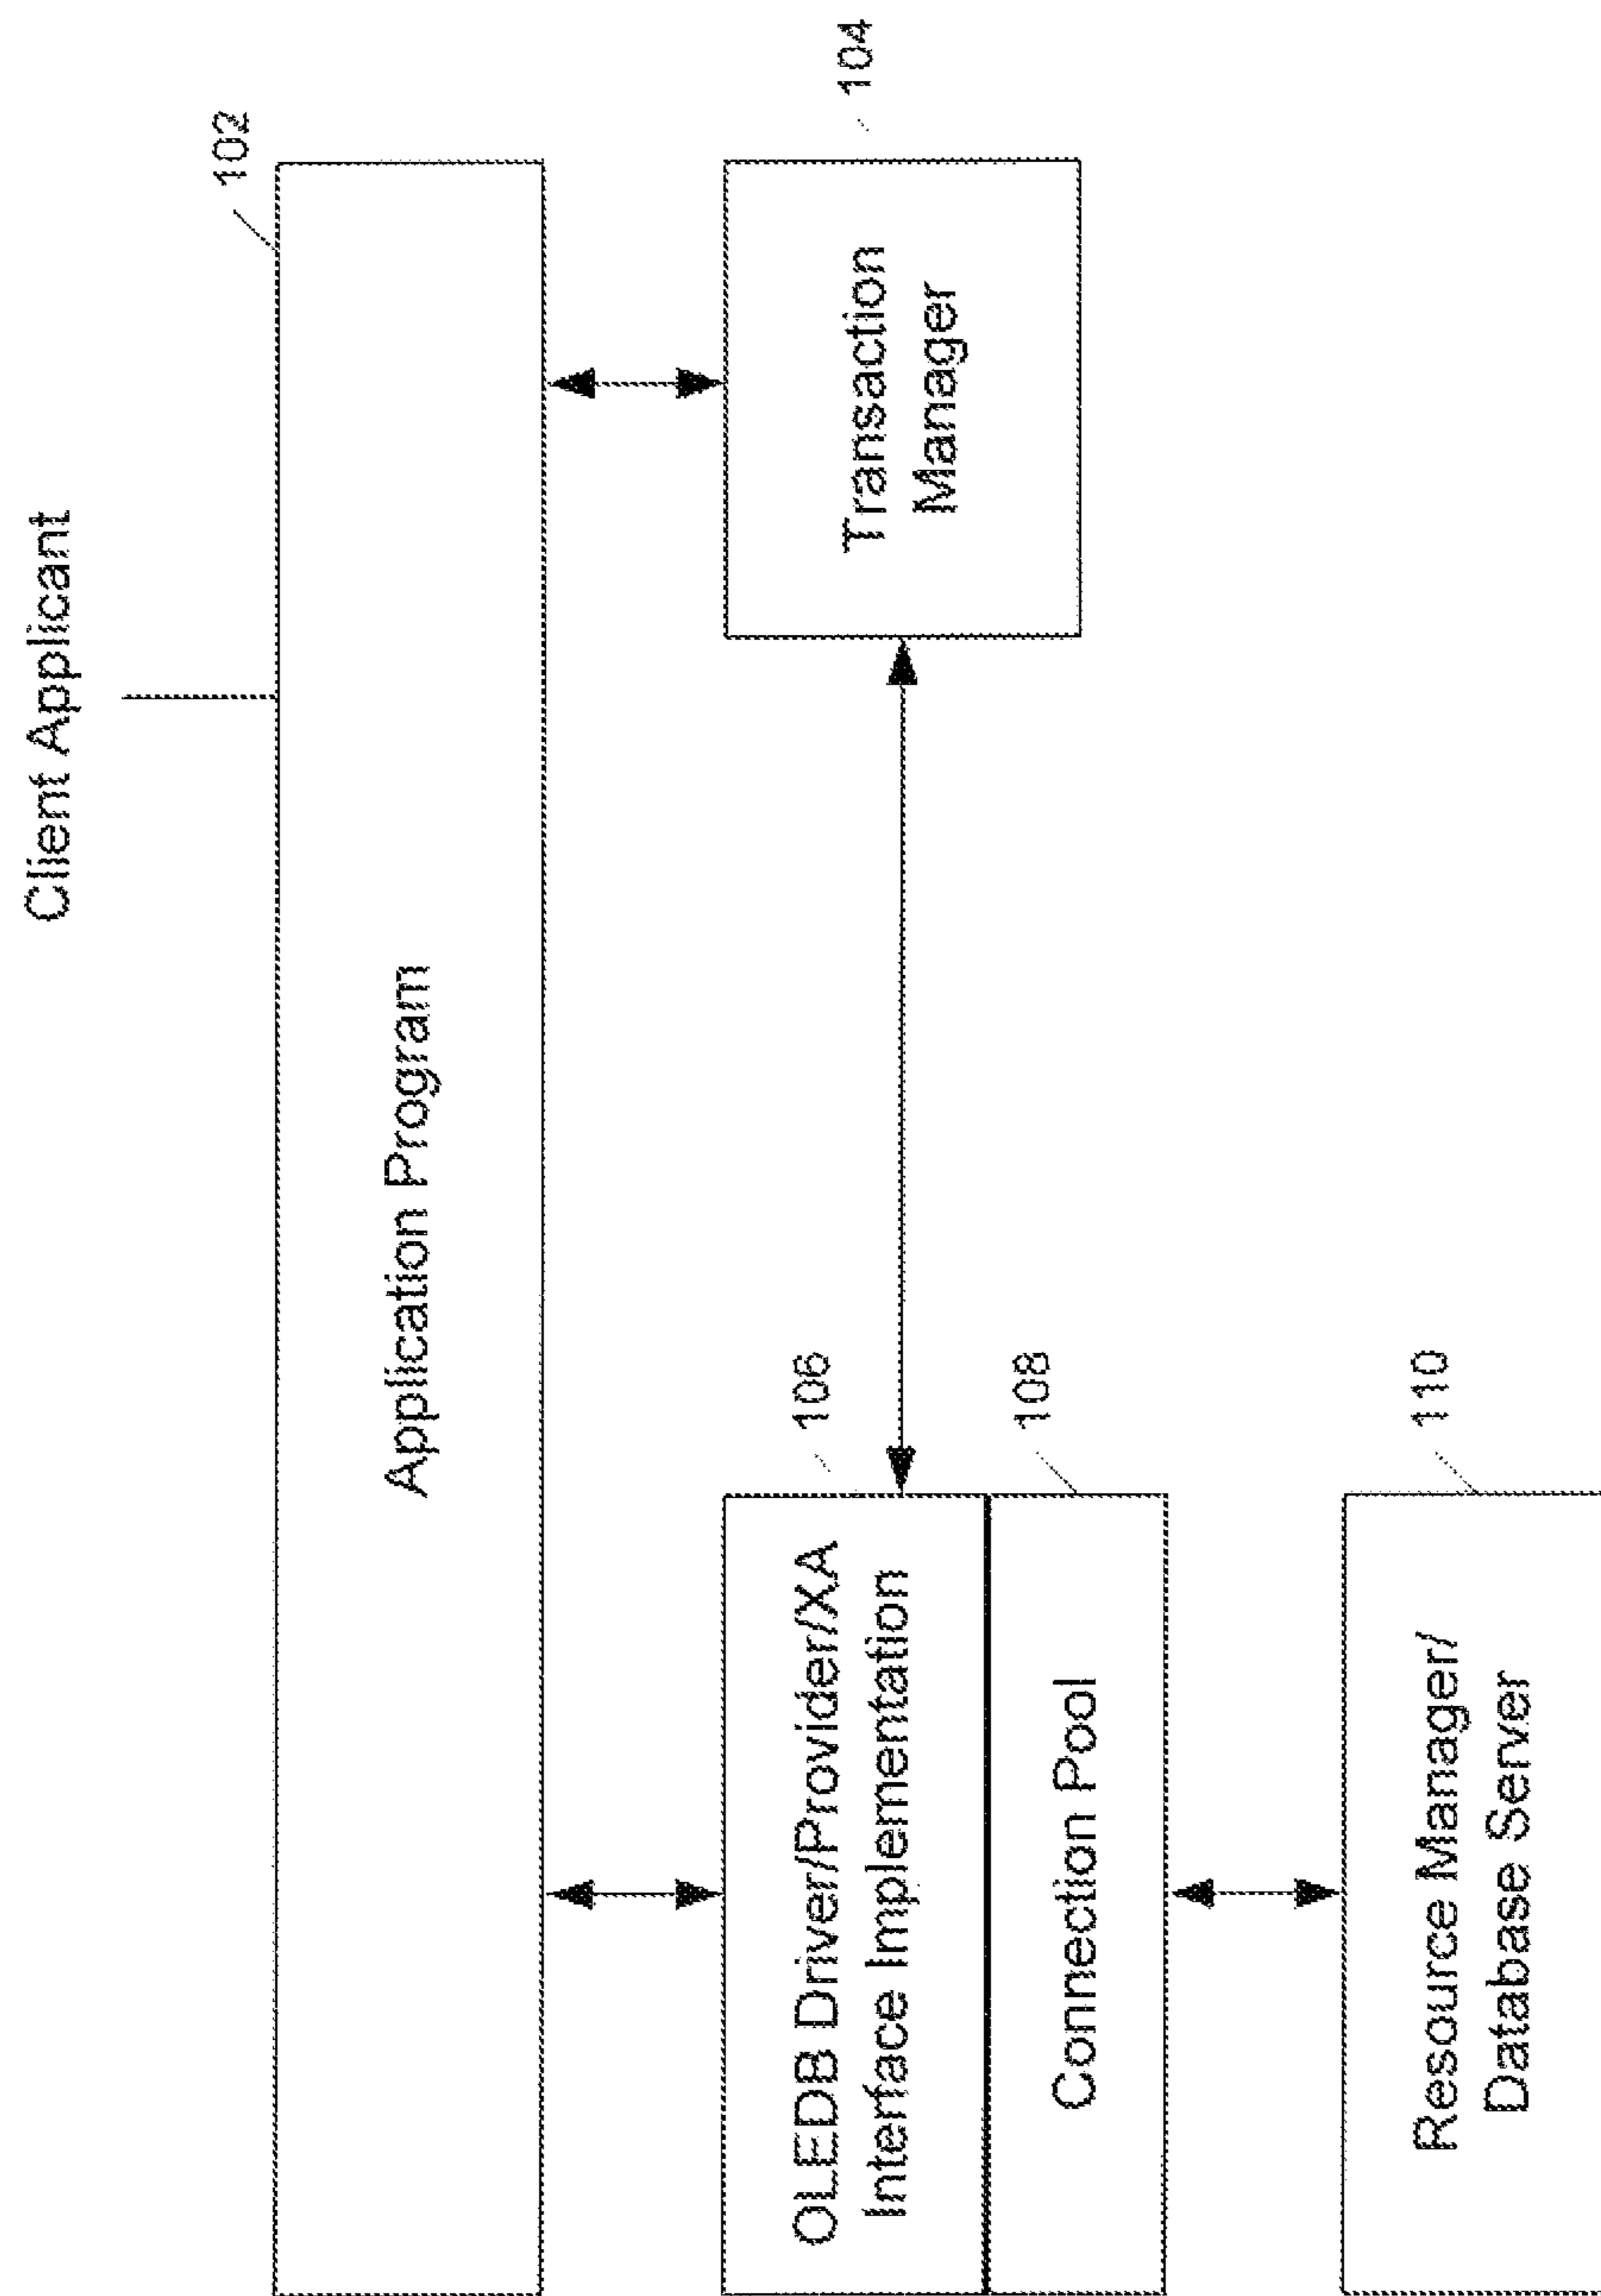 Client Applicant
102
Application Program
104
Transaction
Manager
106
OLEDB Driver/Provider/XA
Interface Implementation
108
Connection Pool
110
Resource Manager/
Database Server